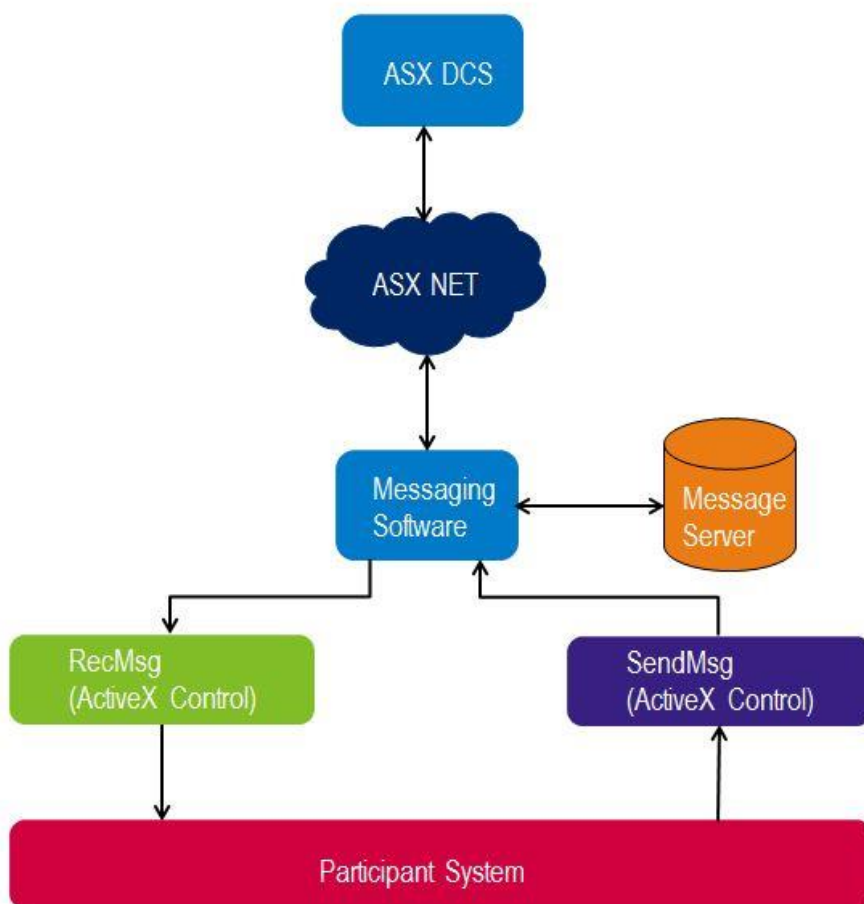 ASX DCS
ASX NET
Messaging
Software
Message
Server
RecMsg
(ActiveX Control)
SendMsg
(ActiveX Control)
Participant System